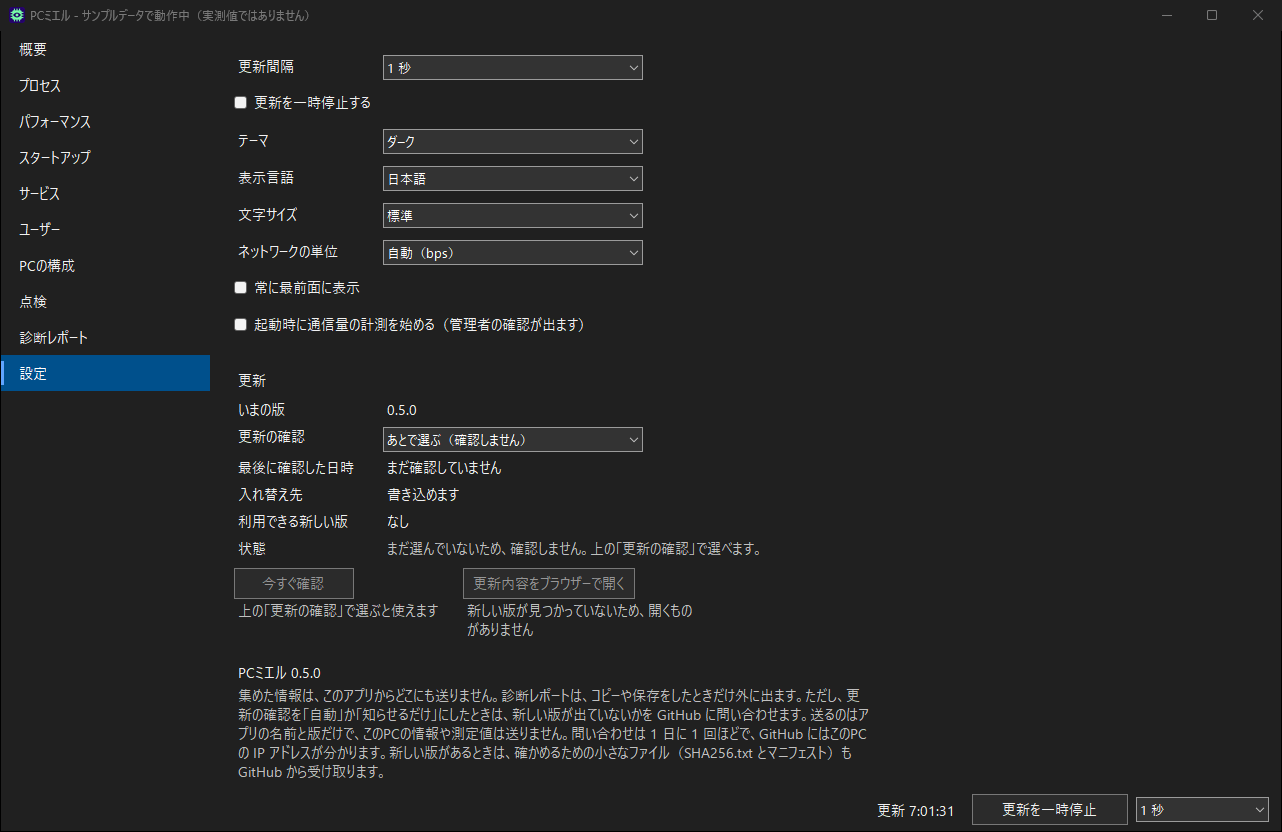 PCミエル - サンプルデータで動作中（実測値ではありません）
概要
プロセス
パフォーマンス
スタートアップ
サービス
ユーザー
PCの構成
点検
診断レポート
設定
更新間隔
1 秒
更新を一時停止する
テーマ
ダーク
表示言語
日本語
文字サイズ
標準
ネットワークの単位
自動（bps）
常に最前面に表示
起動時に通信量の計測を始める（管理者の確認が出ます）
更新
いまの版
0.5.0
更新の確認
あとで選ぶ（確認しません）
最後に確認した日時
まだ確認していません
入れ替え先
書き込めます
利用できる新しい版
なし
状態
まだ選んでいないため、確認しません。上の「更新の確認」で選べます。
今すぐ確認
更新内容をブラウザーで開く
上の「更新の確認」で選ぶと使えます
新しい版が見つかっていないため、開くもの
がありません
PCミエル 0.5.0
集めた情報は、このアプリからどこにも送りません。診断レポートは、コピーや保存をしたときだけ外に出ます。ただし、更
新の確認を「自動」か「知らせるだけ」にしたときは、新しい版が出ていないかを GitHub に問い合わせます。送るのはア
プリの名前と版だけで、このPCの情報や測定値は送りません。問い合わせは 1 日に 1 回ほどで、GitHub にはこのPC
の IP アドレスが分かります。新しい版があるときは、確かめるための小さなファイル（SHA256.txt とマニフェスト）も
GitHub から受け取ります。
更新 7:01:31
更新を一時停止
1 秒